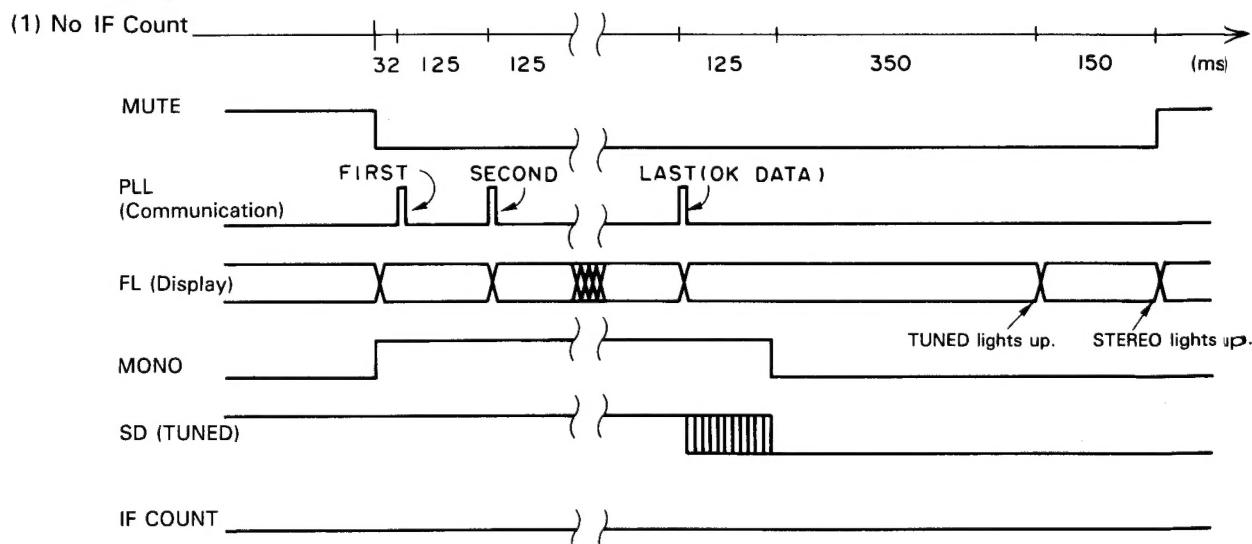 (1) No IF Count
32 125 125 125 350 150 (ms)
MUTE
FIRST SECOND LAST(OK DATA)
PLL
(Communication)
FL (Display)
TUNED lights up. STEREO lights up.
MONO
SD (TUNED)
IF COUNT